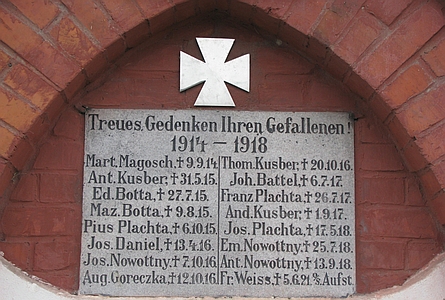 Treues Gedenken Ihren Gefallenen!
1914 – 1918
Mart. Magosch, † 9.9.14
Ant. Kusber, † 31.5.15.
Ed. Botta, † 27.7.15.
Maz. Botta, † 9.8.15.
Pius Plachta, † 6.10.15
Jos. Daniel, † 13.4.16.
Jos. Nowottny, † 7.10.16
Aug. Goreczka, † 12.10.16
Thom. Kusber, † 20.10.16.
Joh. Battel, † 6.7.17.
Franz Plachta, † 26.7.17.
And. Kusber, † 1.9.17.
Jos. Plachta, † 17.5.18.
Em. Nowottny, † 25.7.18.
Ant. Nowottny, † 13.9.18.
Fr. Weiss, † 5.6.21. Aufst.